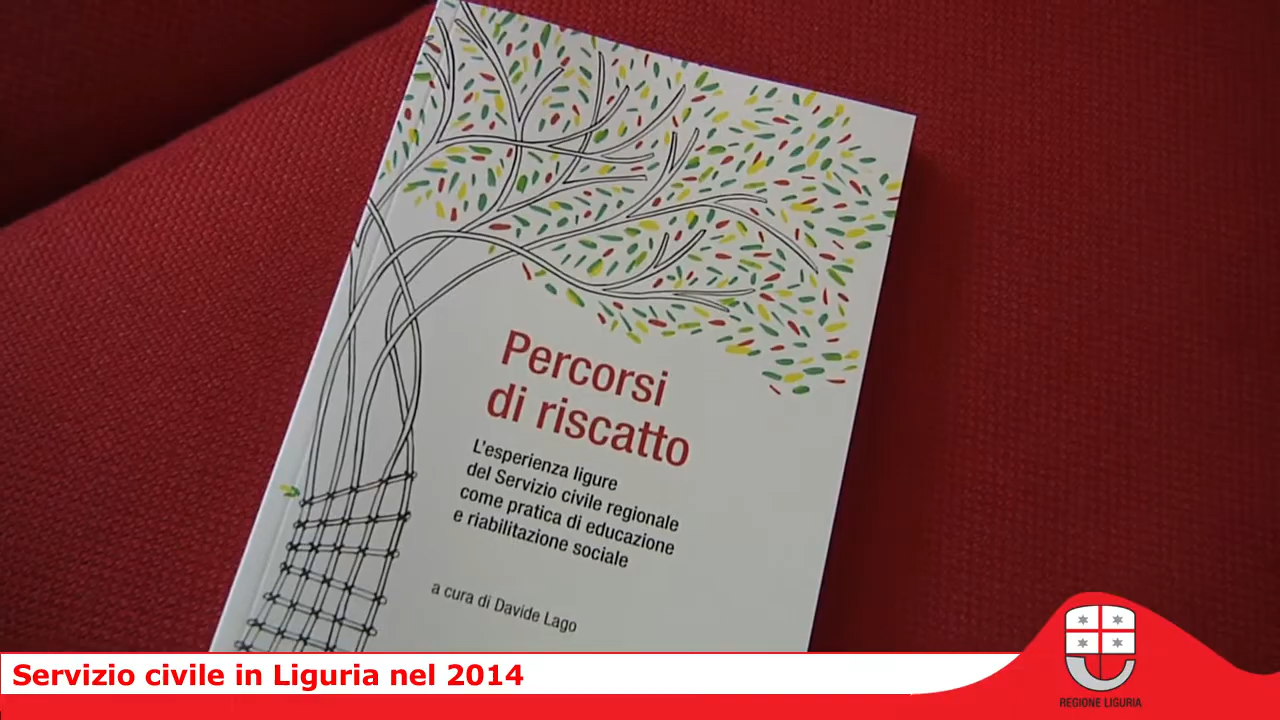 Percorsi
di riscatto
L'esperienza ligure
del Servizio civile regionale
come pratica di educazione
e riabilitazione sociale
a cura di Davide Lago
Servizio civile in Liguria nel 2014
REGIONE LIGURIA